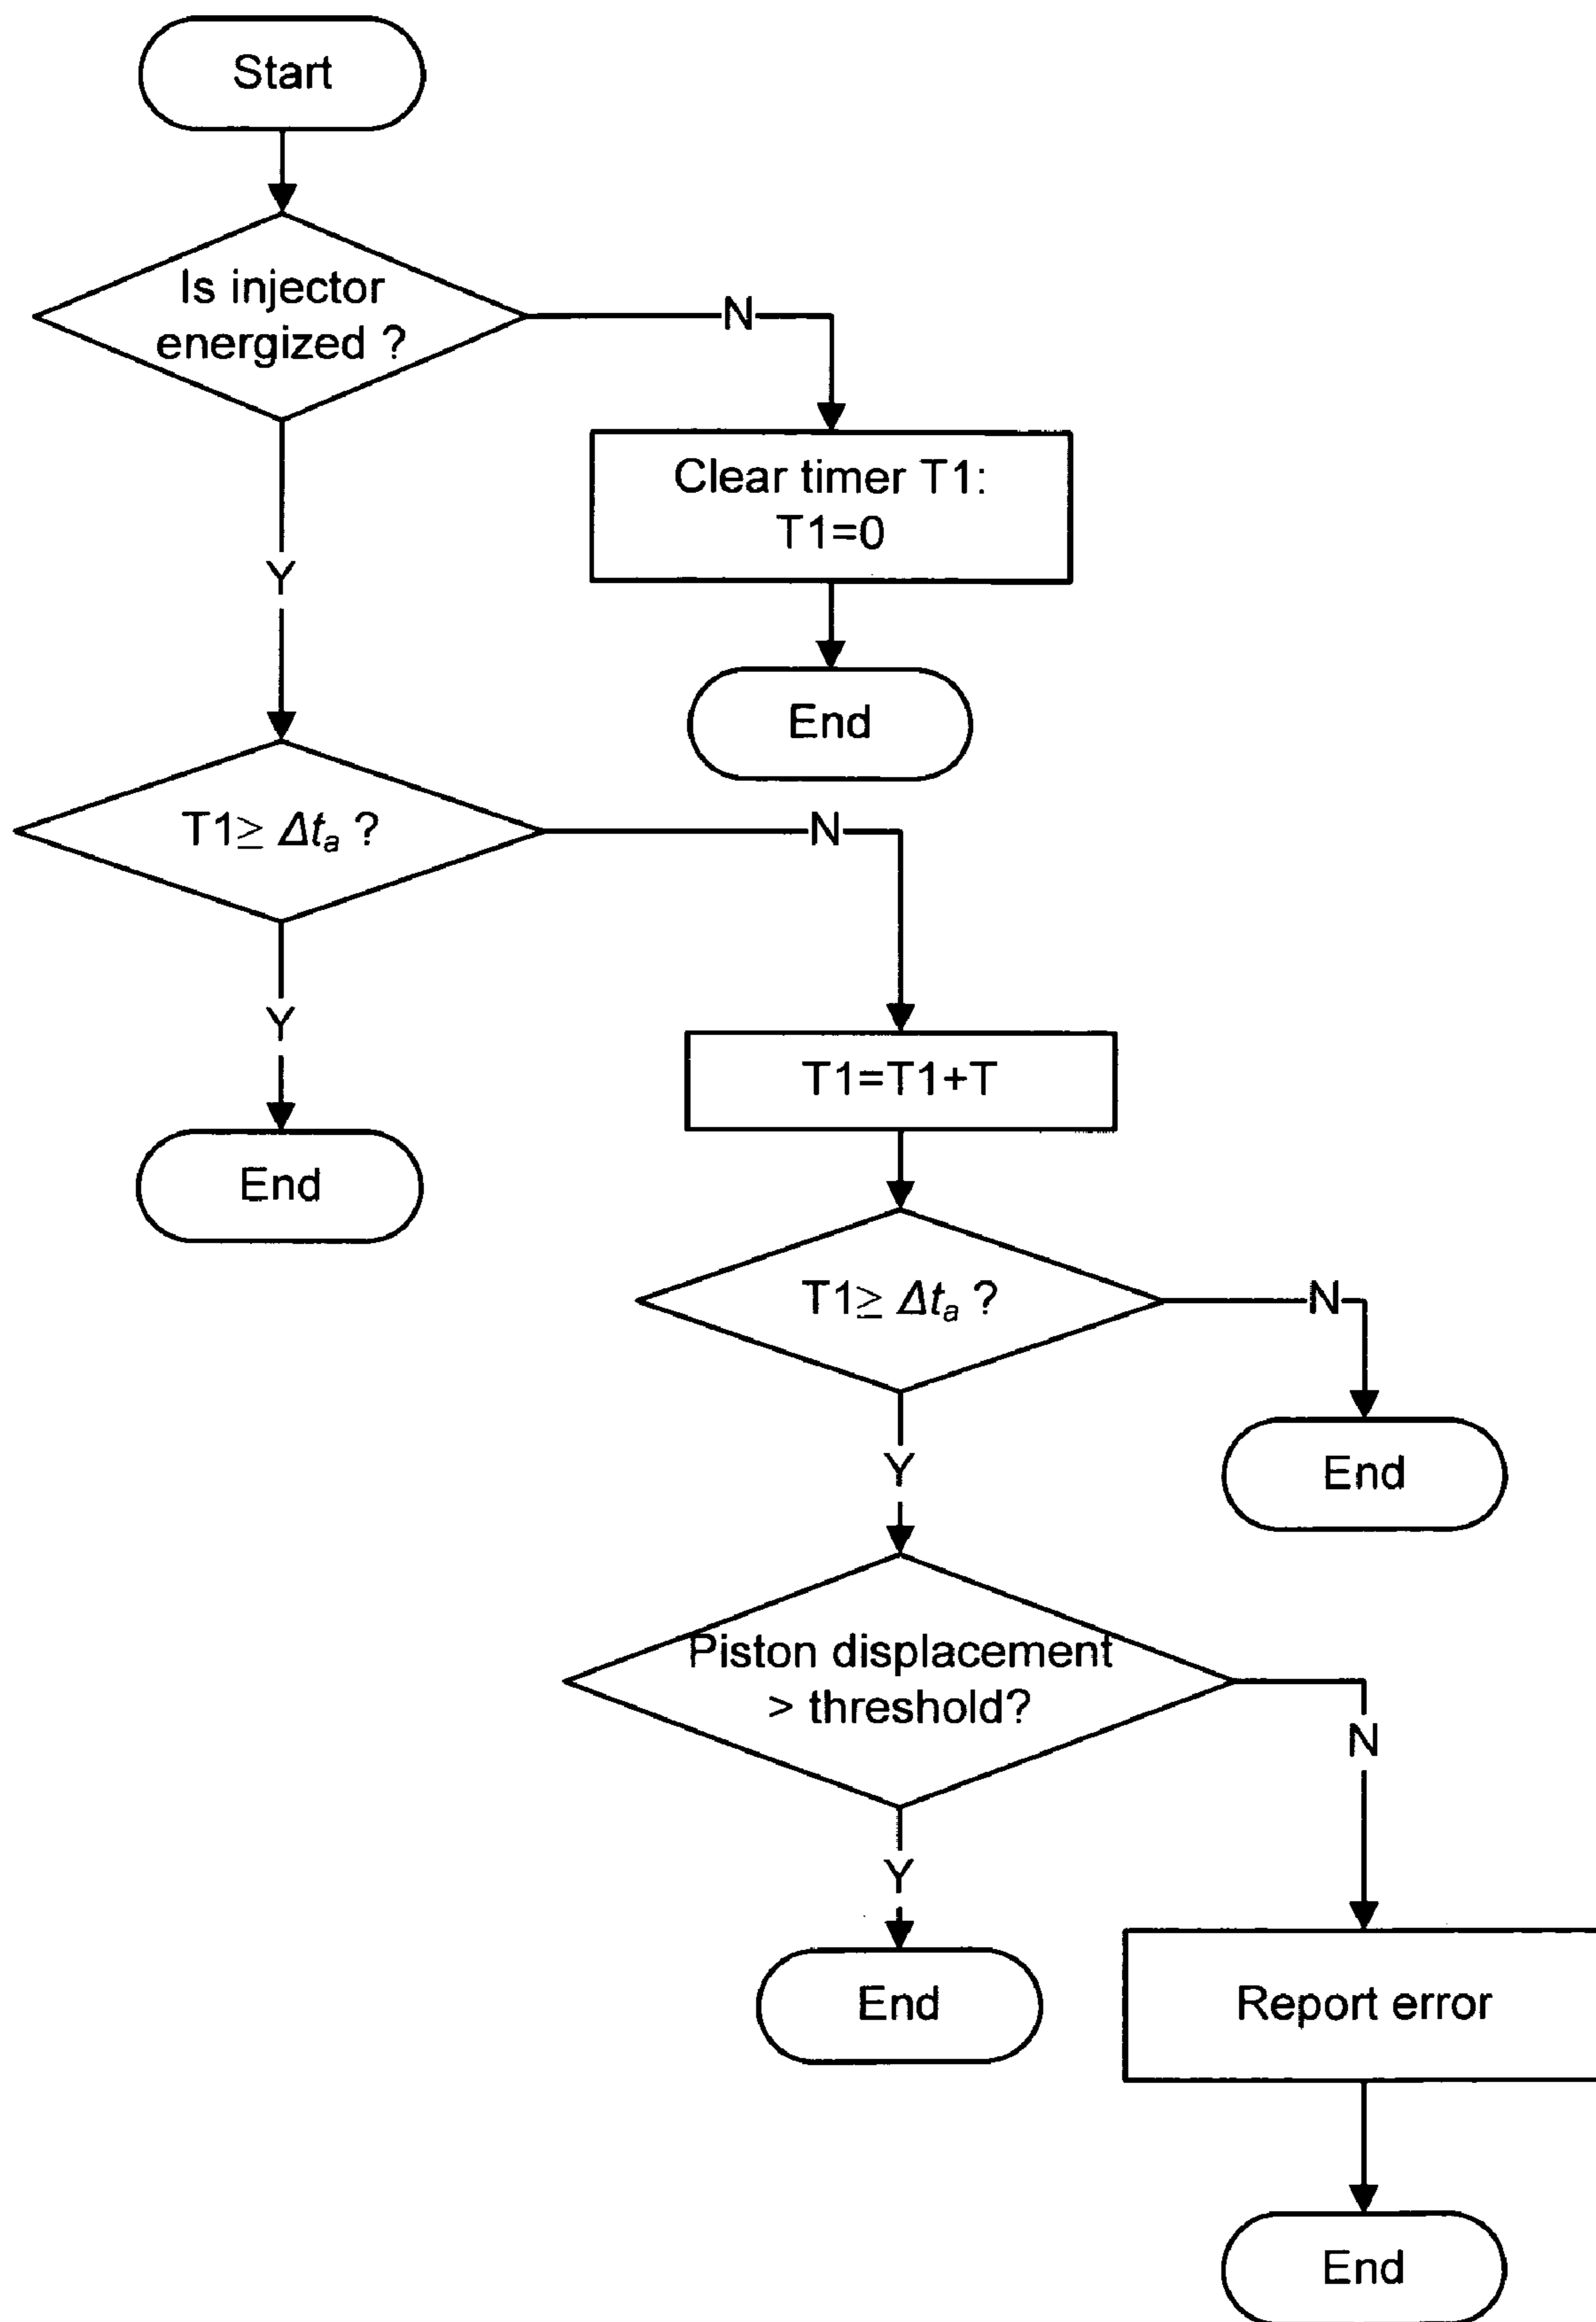 Start
Is injector
energized ?
N
Clear timer T1:
T1=0
Y
End
T1≥ Δtₐ ?
N
Y
T1=T1+T
End
T1≥ Δtₐ ?
N
Y
End
Piston displacement
> threshold?
N
Y
End
Report error
End